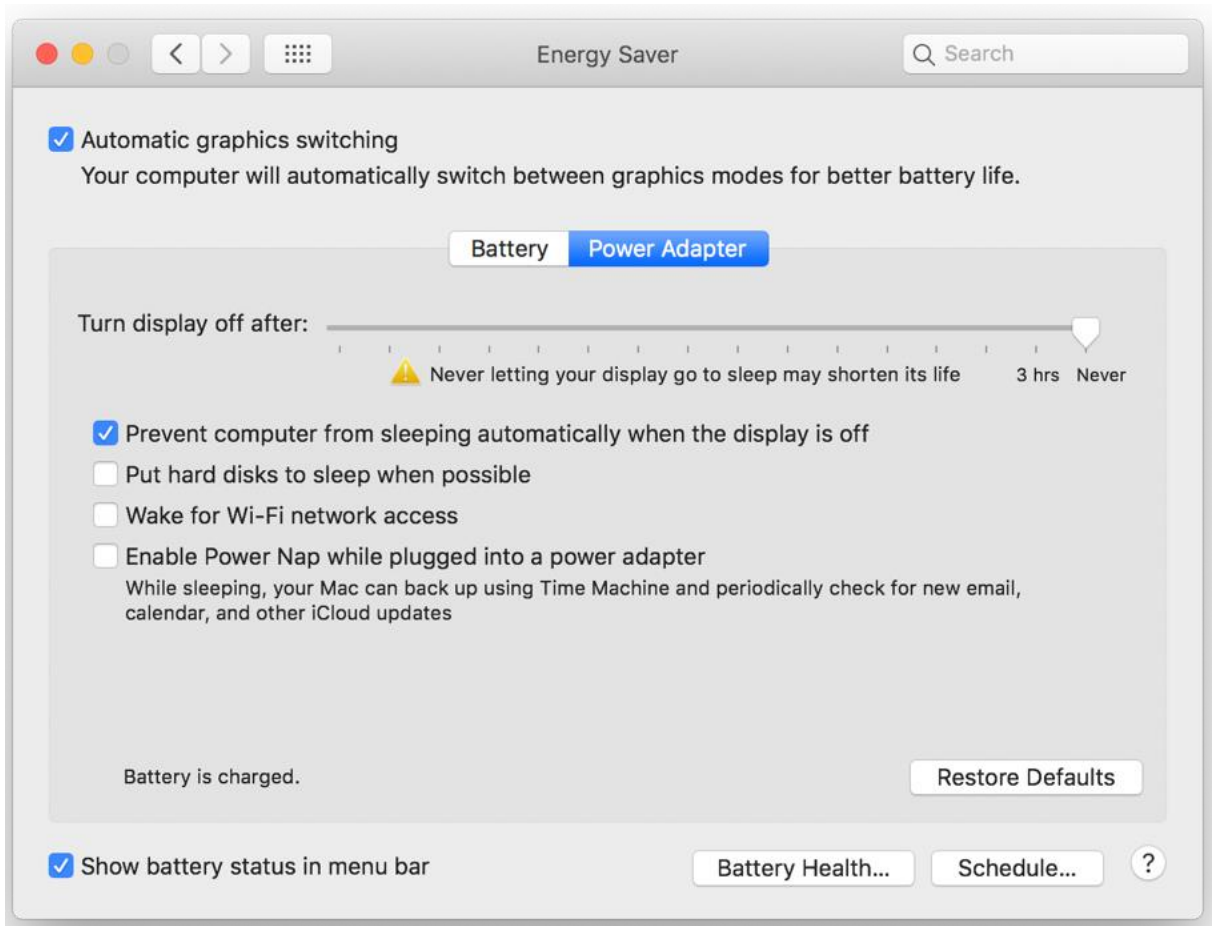 Energy Saver
Search
Automatic graphics switching
Your computer will automatically switch between graphics modes for better battery life.
Battery
Power Adapter
Turn display off after:
Never letting your display go to sleep may shorten its life
3 hrs
Never
Prevent computer from sleeping automatically when the display is off
Put hard disks to sleep when possible
Wake for Wi-Fi network access
Enable Power Nap while plugged into a power adapter
While sleeping, your Mac can back up using Time Machine and periodically check for new email,
calendar, and other iCloud updates
Battery is charged.
Restore Defaults
Show battery status in menu bar
Battery Health...
Schedule...
?